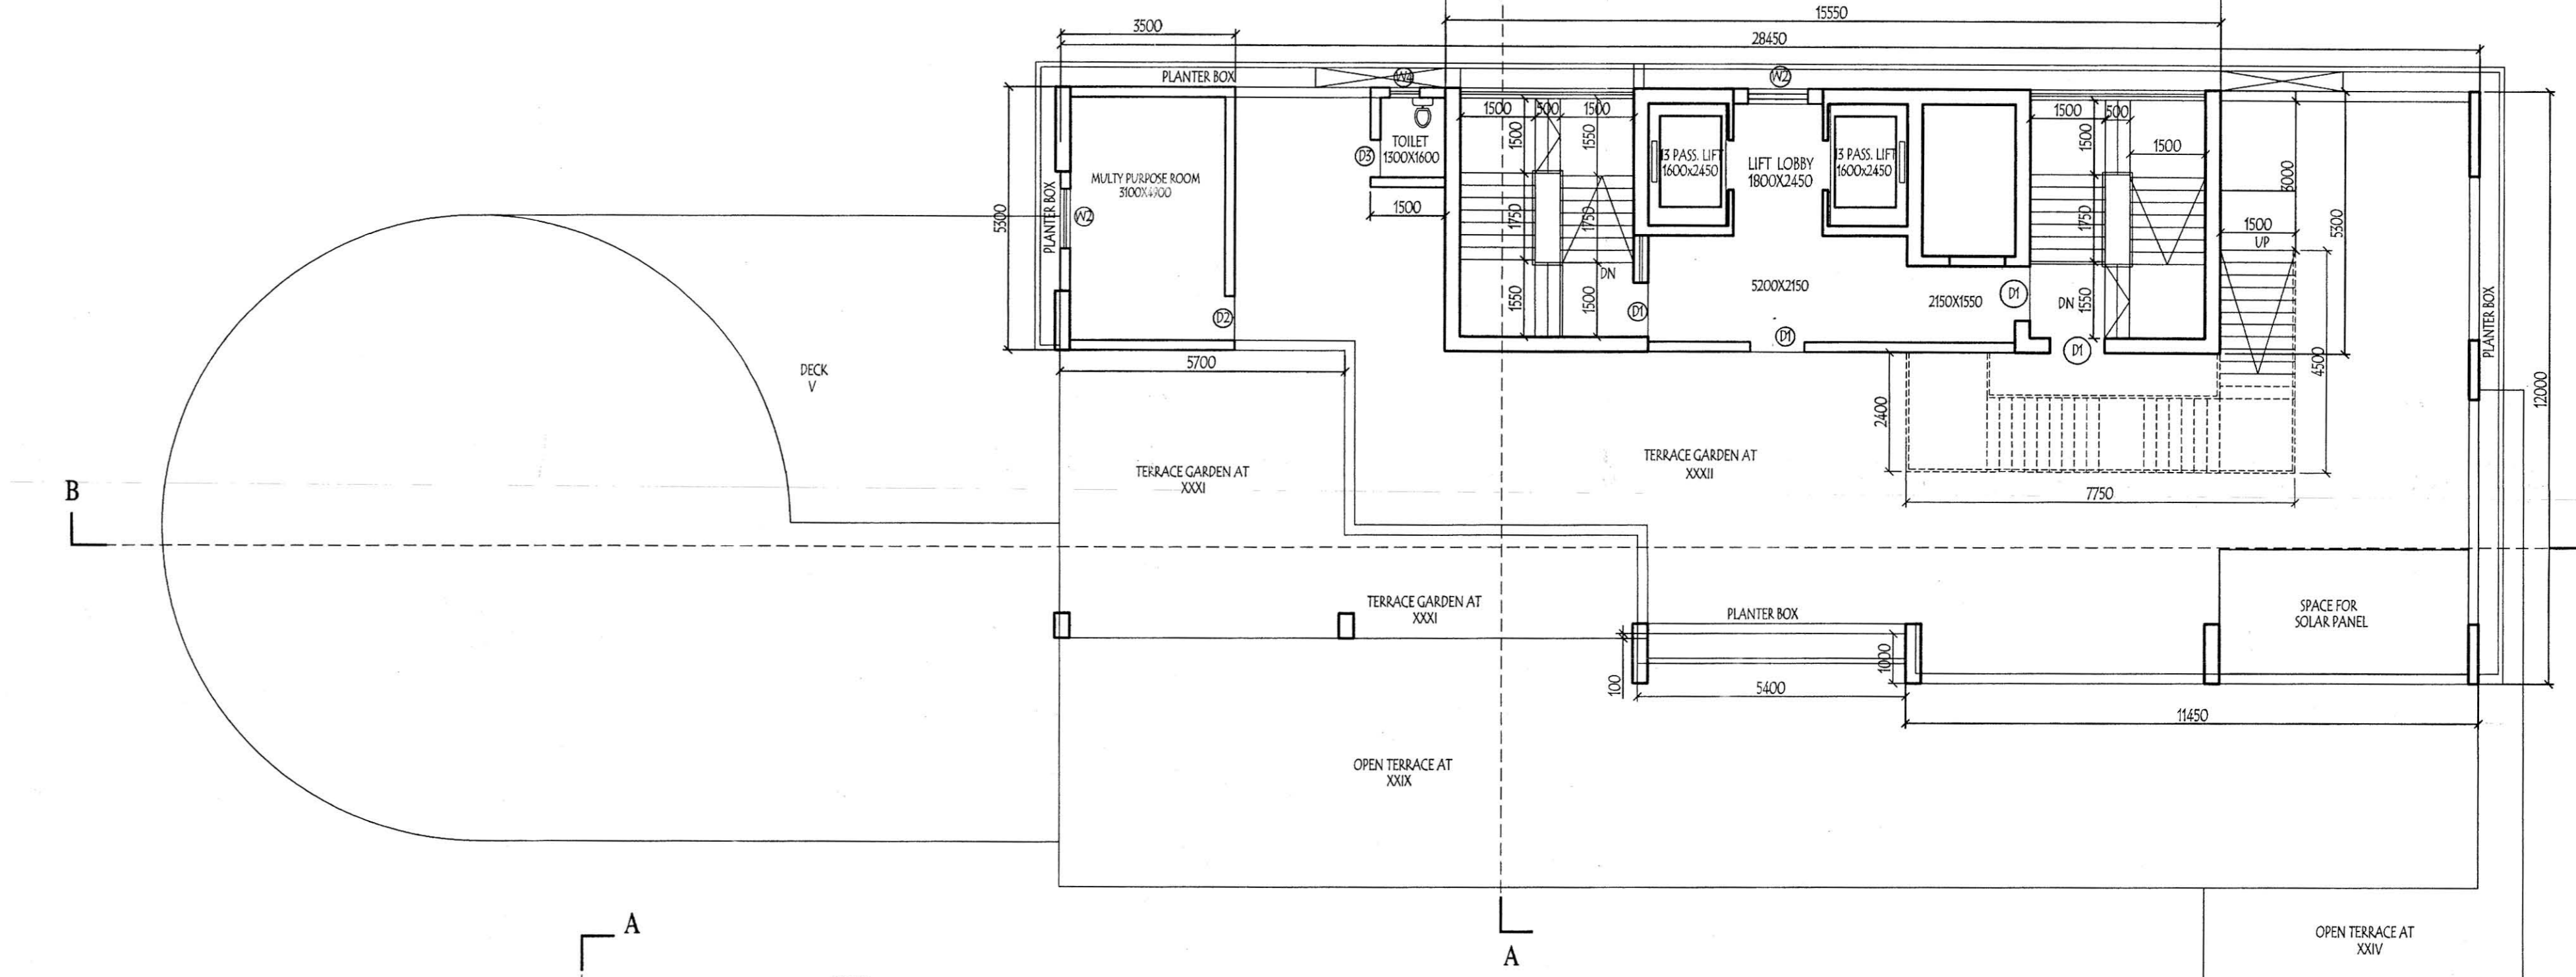 15550
3500
28450
PLANTER BOX
W4
W2
1500
500
1500
1500
500
TOILET
1300X1600
D3
1500
1550
13 PASS. LIFT
1600x2450
LIFT LOBBY
1800X2450
13 PASS. LIFT
1600x2450
1500
1500
3000
MULTY PURPOSE ROOM
3100X4900
PLANTER BOX
W2
5300
1500
1750
1750
1750
1500
UP
5300
DN
5200X2150
2150X1550
D1
DN
1550
D2
1550
1500
D1
D1
D1
PLANTER BOX
4500
12000
5700
DECK
V
2400
TERRACE GARDEN AT
XXXI
TERRACE GARDEN AT
XXXII
7750
B
TERRACE GARDEN AT
XXXI
PLANTER BOX
SPACE FOR
SOLAR PANEL
1000
100
5400
11450
OPEN TERRACE AT
XXIX
A
A
OPEN TERRACE AT
XXIV